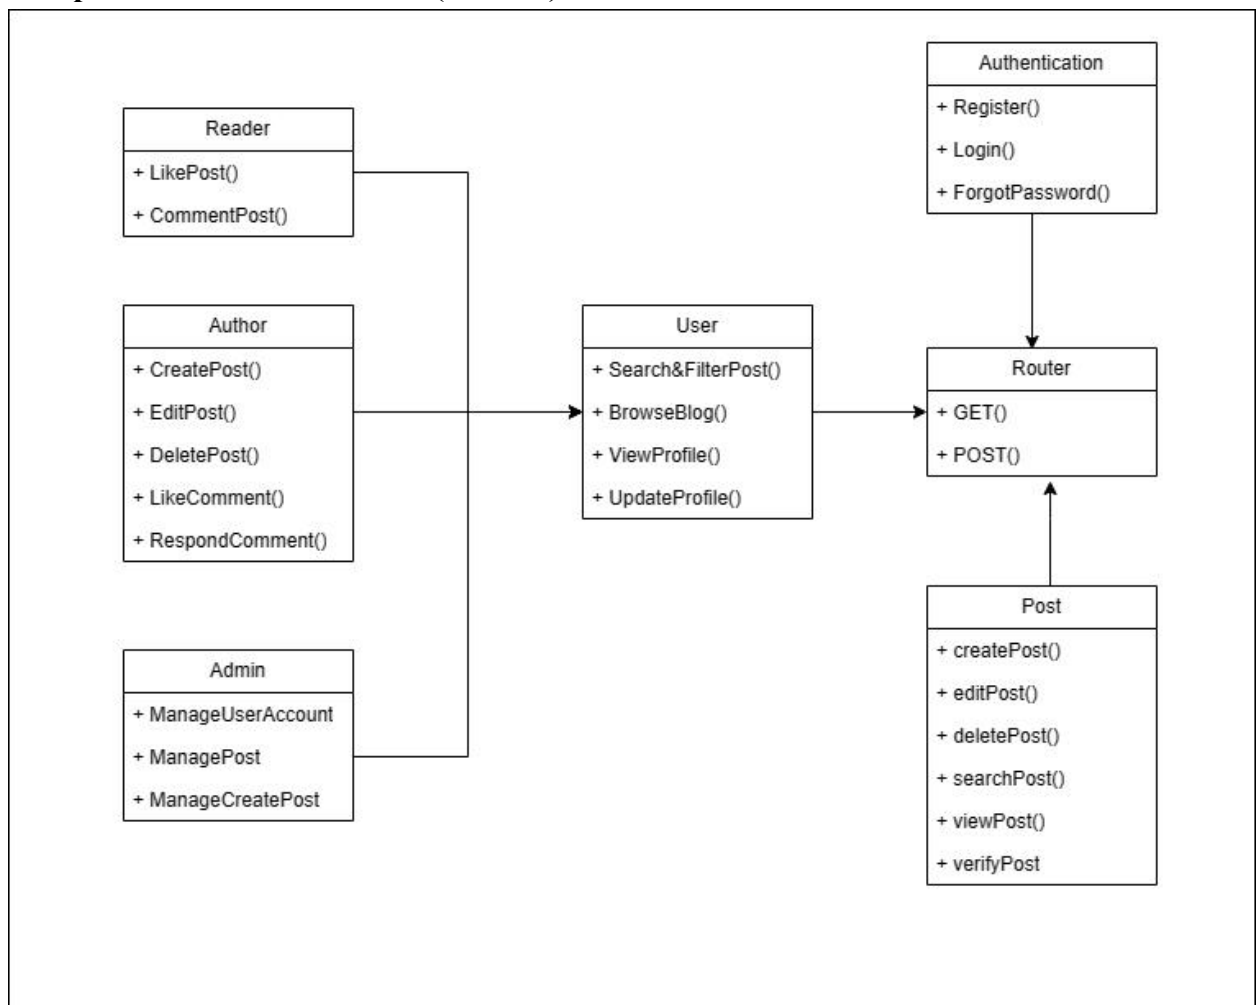 Authentication
+ Register()
+ Login()
+ ForgotPassword()
Reader
+ LikePost()
+ CommentPost()
Author
+ CreatePost()
+ EditPost()
+ DeletePost()
+ LikeComment()
+ RespondComment()
User
+ Search&FilterPost()
+ BrowseBlog()
+ ViewProfile()
+ UpdateProfile()
Router
+ GET()
+ POST()
Admin
+ ManageUserAccount
+ ManagePost
+ ManageCreatePost
Post
+ createPost()
+ editPost()
+ deletePost()
+ searchPost()
+ viewPost()
+ verifyPost